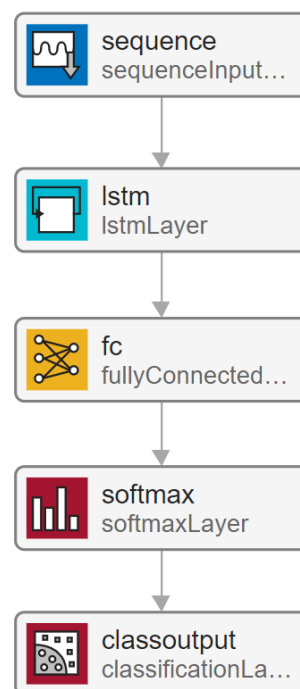 sequence
sequenceInput...
lstm
lstmLayer
fc
fullyConnected...
softmax
softmaxLayer
classoutput
classificationLa...